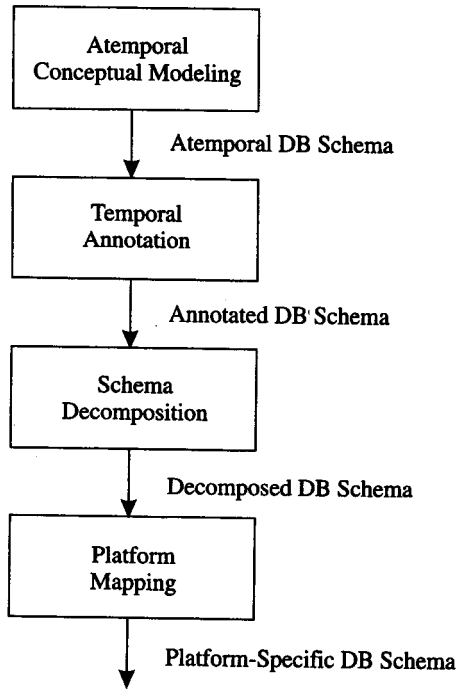 Atemporal
Conceptual Modeling
Atemporal DB Schema
Temporal
Annotation
Annotated DB Schema
Schema
Decomposition
Decomposed DB Schema
Platform
Mapping
Platform-Specific DB Schema